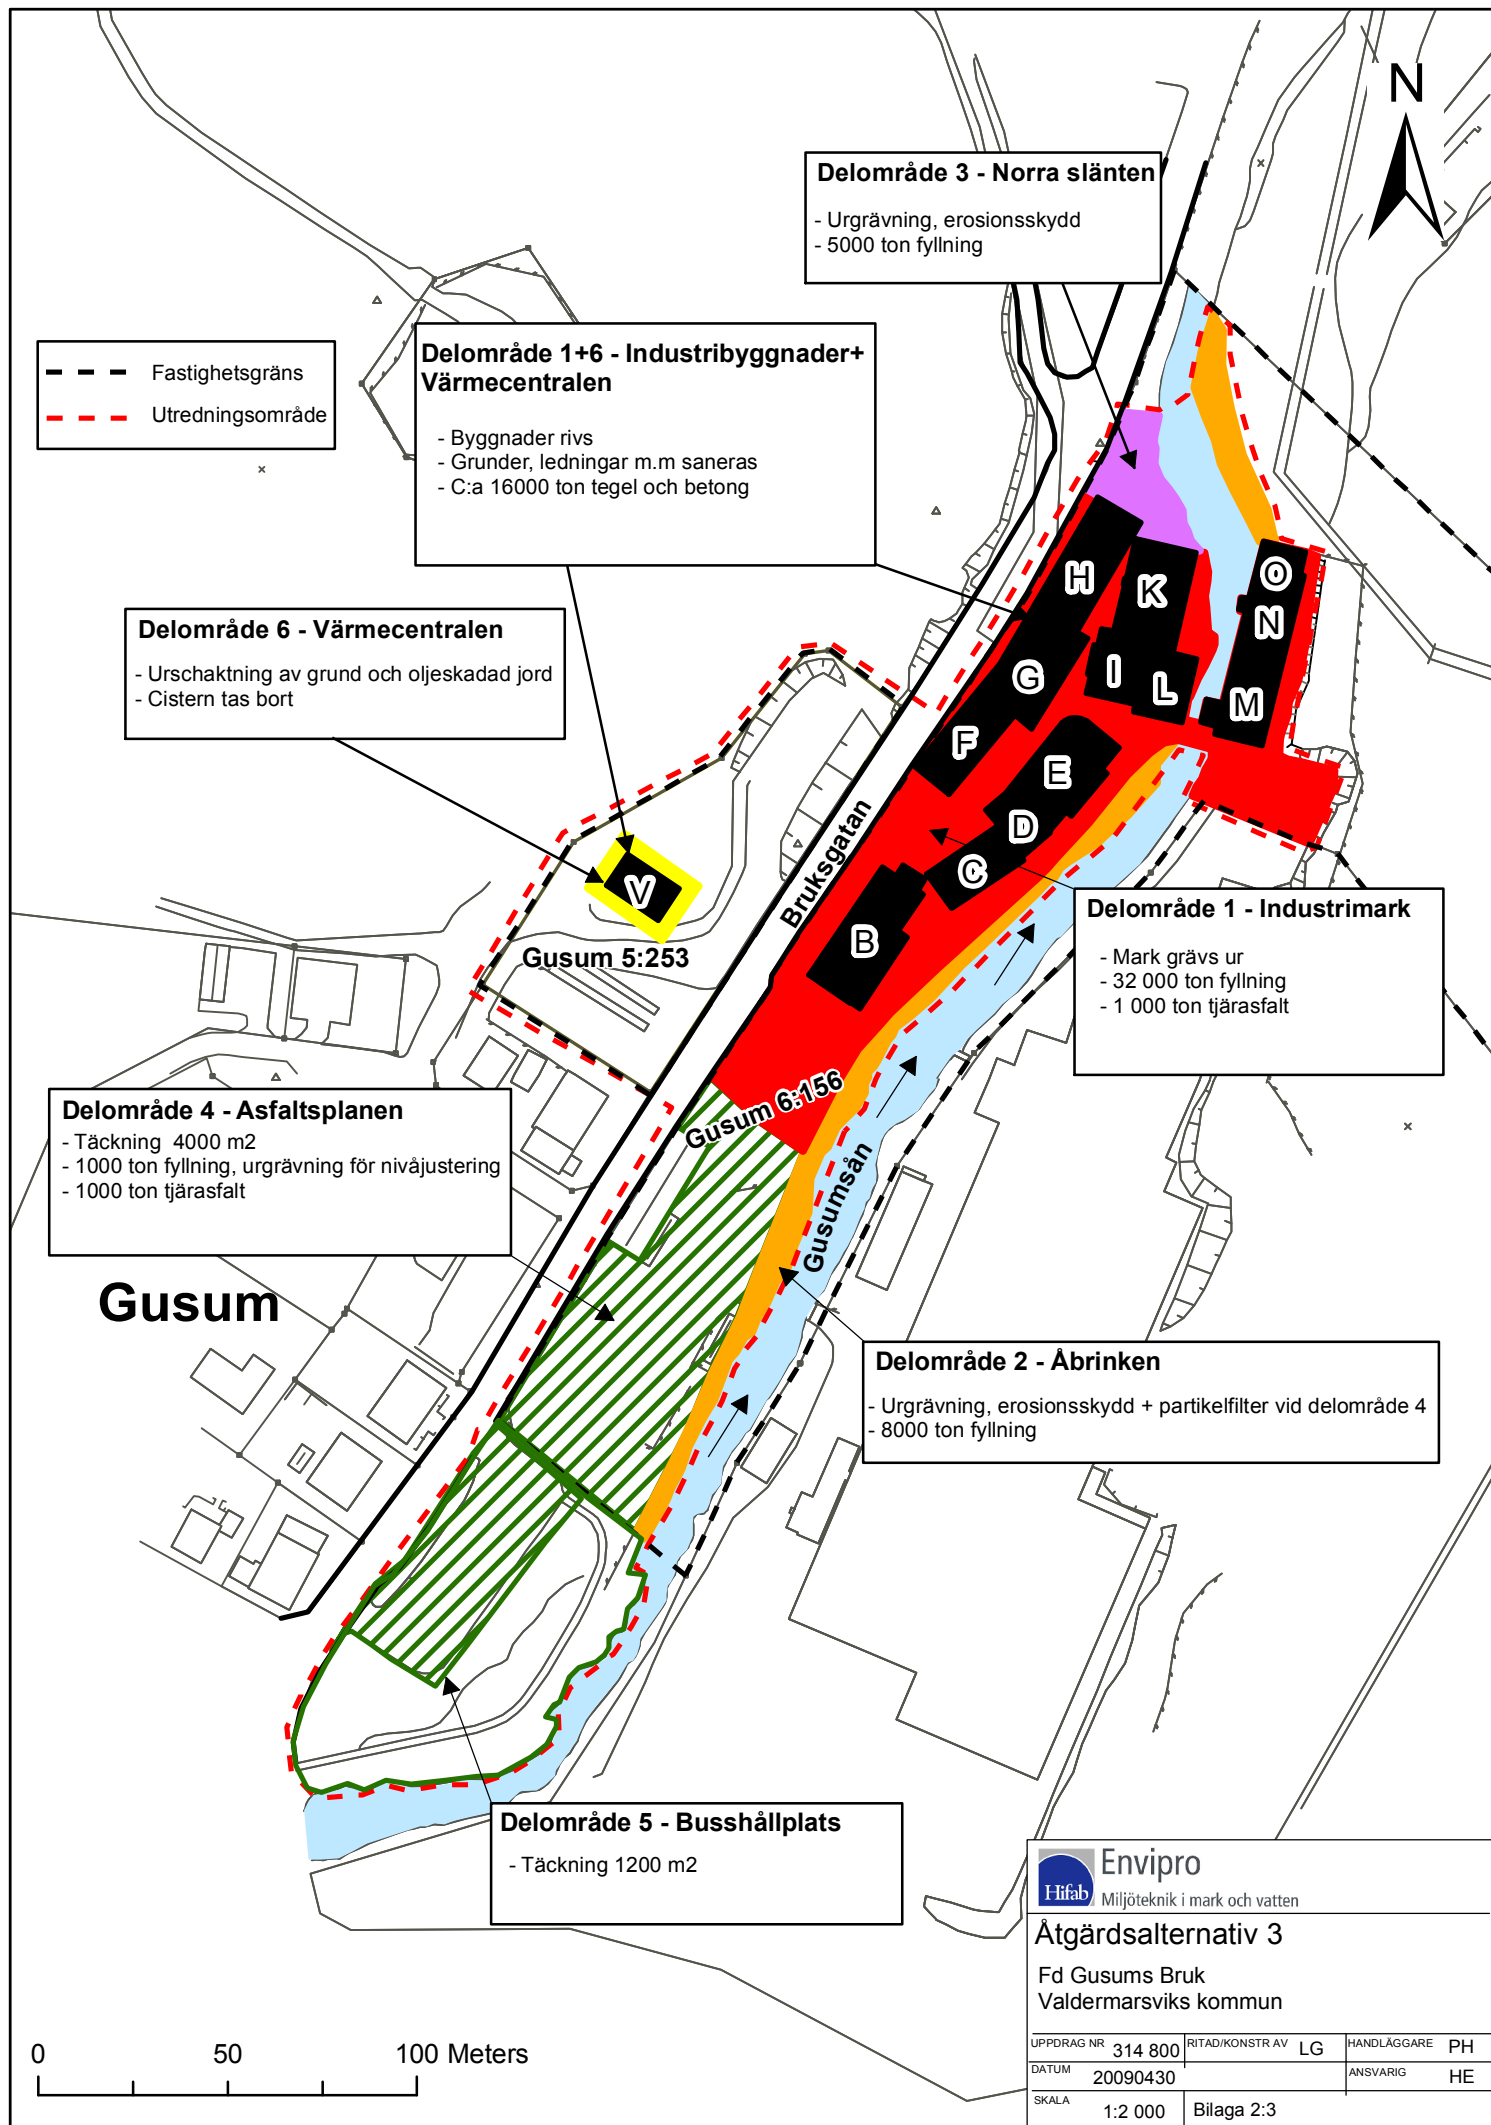 N
Delområde 3 - Norra slänten
- Urgrävning, erosionsskydd
- 5000 ton fyllning
Fastighetsgräns
Utredningsområde
Delområde 1+6 - Industribyggnader+
Värmecentralen
- Byggnader rivs
- Grunder, ledningar m.m saneras
- C:a 16000 ton tegel och betong
Delområde 6 - Värmecentralen
- Urschaktning av grund och oljeskadad jord
- Cistern tas bort
H
K
O
N
G
I
L
M
F
E
D
C
B
V
Bruksgatan
Gusum 5:253
Delområde 1 - Industrimark
- Mark grävs ur
- 32 000 ton fyllning
- 1 000 ton tjärasfalt
Gusum 6:156
Gusumsån
Delområde 4 - Asfaltsplanen
- Täckning  4000 m2
- 1000 ton fyllning, urgrävning för nivåjustering
- 1000 ton tjärasfalt
Gusum
Delområde 2 - Åbrinken
- Urgrävning, erosionsskydd + partikelfilter vid delområde 4
- 8000 ton fyllning
Delområde 5 - Busshållplats
- Täckning 1200 m2
Hifab
Envipro
Miljöteknik i mark och vatten
Åtgärdsalternativ 3
Fd Gusums Bruk
Valdermarsviks kommun
UPPDRAG NR 314 800 RITAD/KONSTR AV LG HANDLÄGGARE PH
DATUM 20090430 ANSVARIG HE
SKALA 1:2 000 Bilaga 2:3
0 50 100 Meters